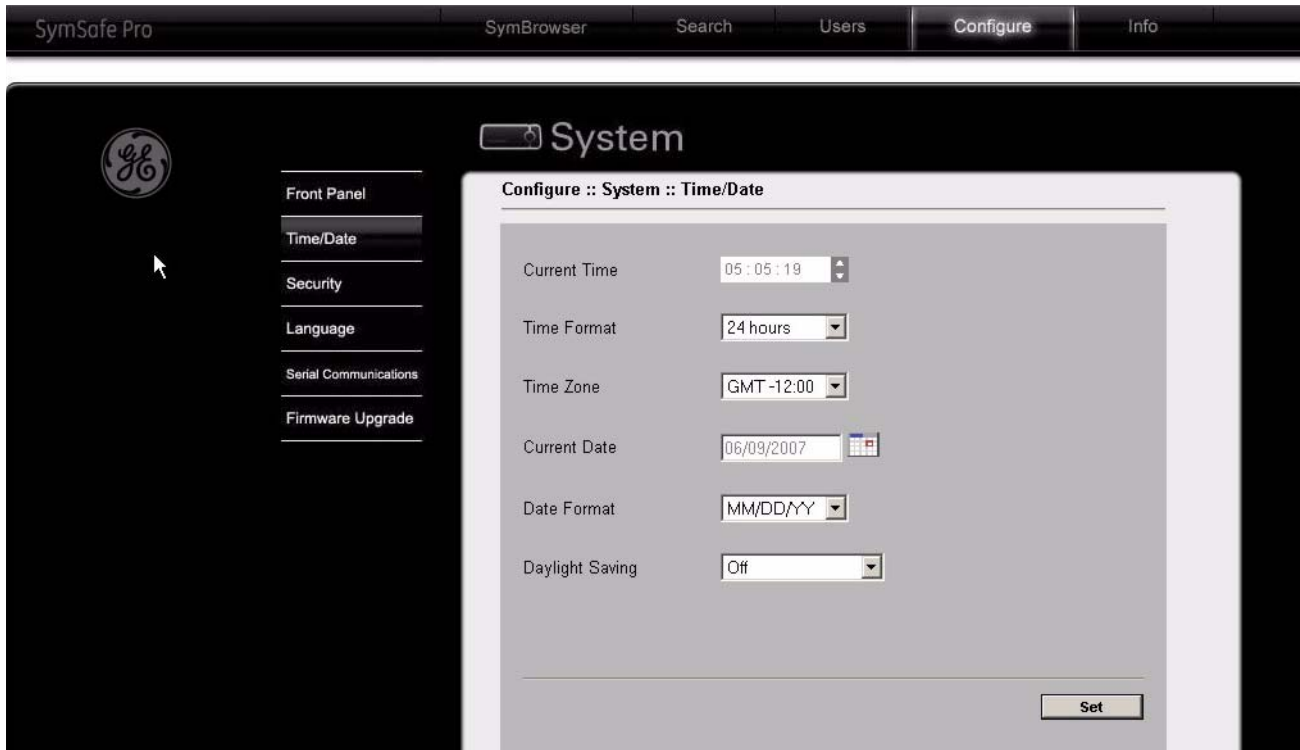 SymSafe Pro SymBrowser Search Users Configure Info
System
Front Panel
Time/Date
Security
Language
Serial Communications
Firmware Upgrade
Configure :: System :: Time/Date
Current Time 05 : 05 : 19
Time Format 24 hours
Time Zone GMT -12:00
Current Date 06/09/2007
Date Format MM/DD/YY
Daylight Saving Off
Set
GE